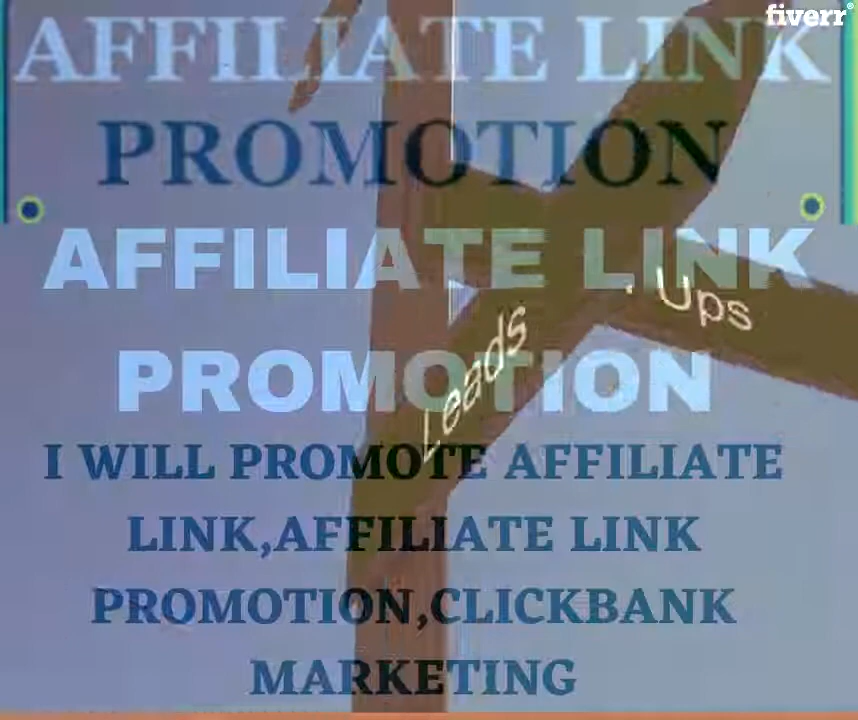 fiverr®
AFFILIATE LINK
PROMOTION
AFFILIATE LINK
PROMOTION
Leads
Ups
I WILL PROMOTE AFFILIATE
LINK,AFFILIATE LINK
PROMOTION,CLICKBANK
MARKETING